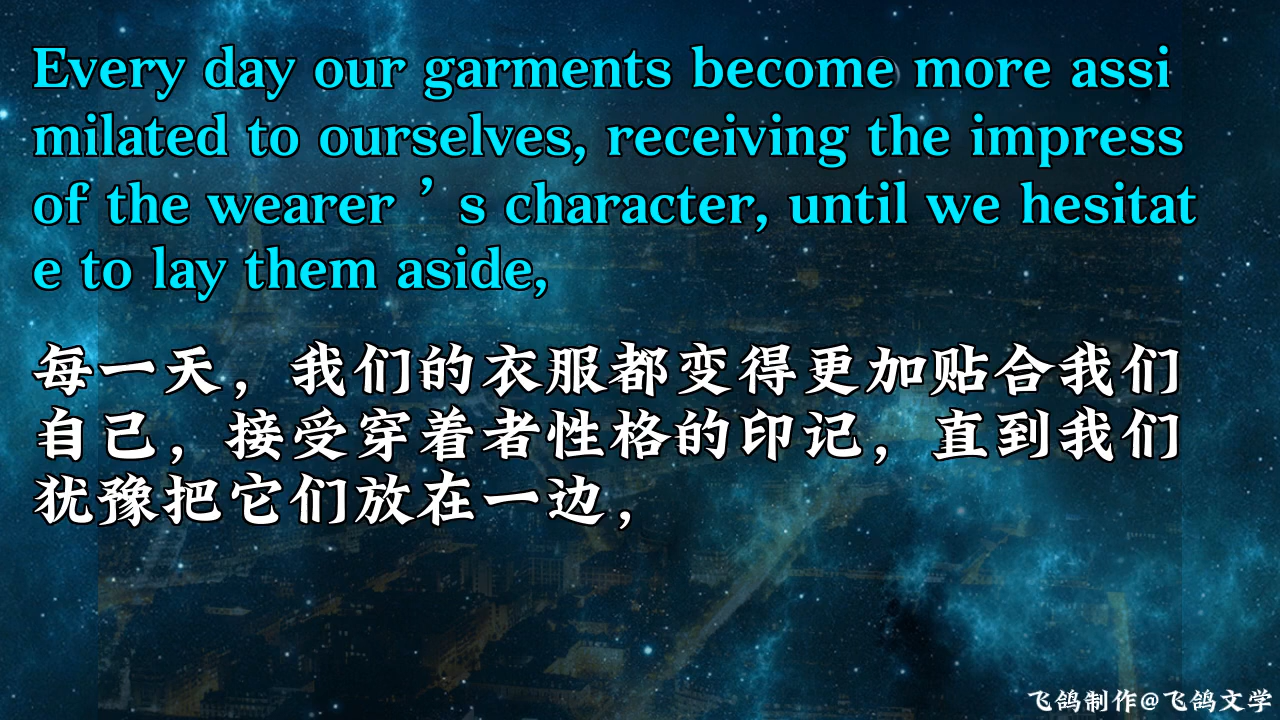 Every day our garments become more assi
milated to ourselves, receiving the impress
of the wearer ’ s character, until we hesitat
e to lay them aside,
每一天，我们的衣服都变得更加贴合我们
自己，接受穿着者性格的印记，直到我们
犹豫把它们放在一边，
飞鸽制作@飞鸽文学